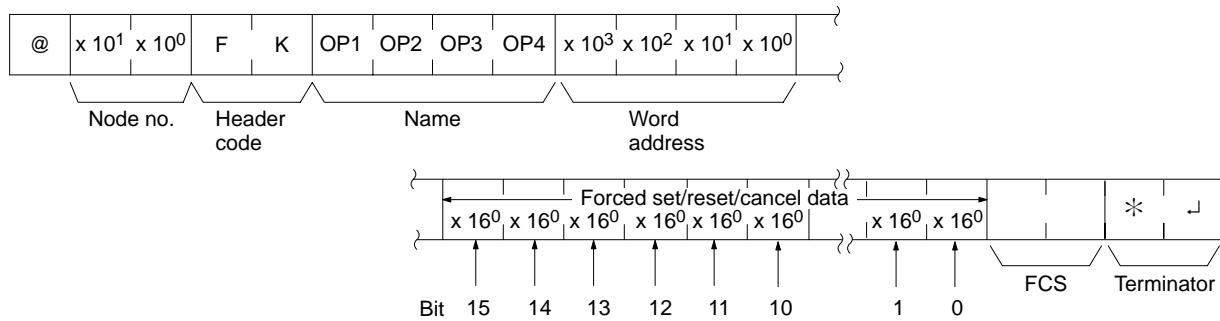 @ x 10¹ x 10⁰ F K OP1 OP2 OP3 OP4 x 10³ x 10² x 10¹ x 10⁰
Node no. Header code Name Word address
Forced set/reset/cancel data
x 16⁰ x 16⁰ x 16⁰ x 16⁰ x 16⁰ x 16⁰ x 16⁰ x 16⁰ * ↵
FCS Terminator
Bit 15 14 13 12 11 10 1 0